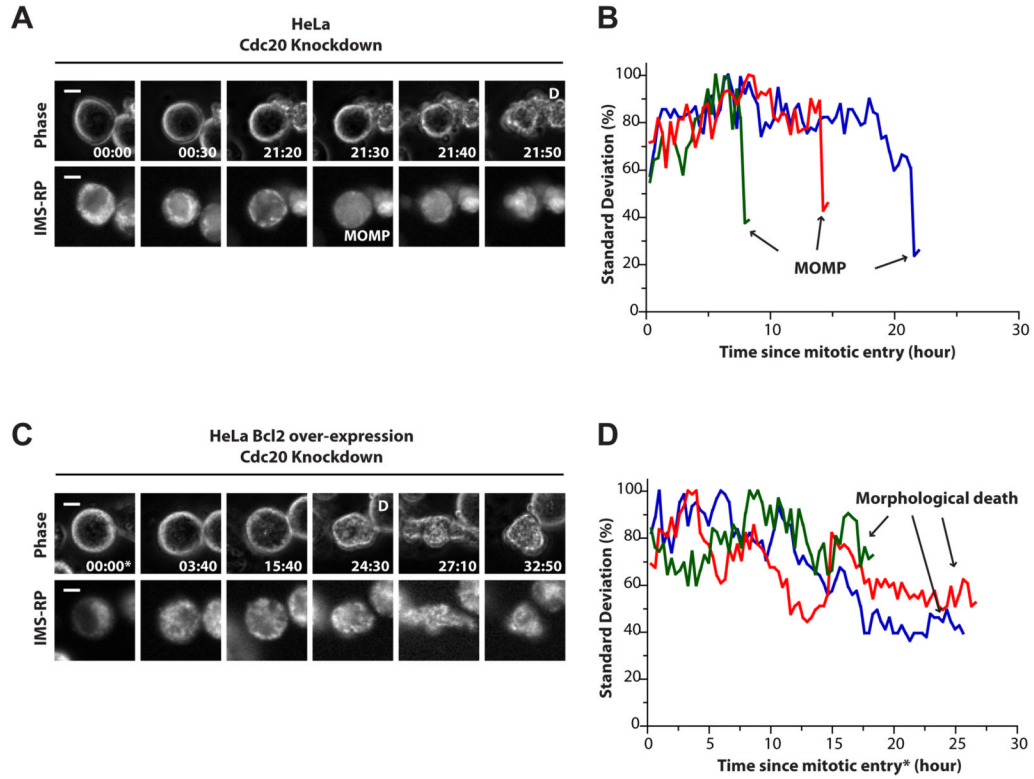 A
HeLa
Cdc20 Knockdown
Phase
00:00
00:30
21:20
21:30
21:40
D
21:50
IMS-RP
MOMP
B
Standard Deviation (%)
100
80
60
40
20
0
MOMP
0
10
20
30
Time since mitotic entry (hour)
C
HeLa Bcl2 over-expression
Cdc20 Knockdown
Phase
00:00*
03:40
15:40
D
24:30
27:10
32:50
IMS-RP
D
Standard Deviation (%)
100
80
60
40
20
0
Morphological death
0
5
10
15
20
25
30
Time since mitotic entry* (hour)